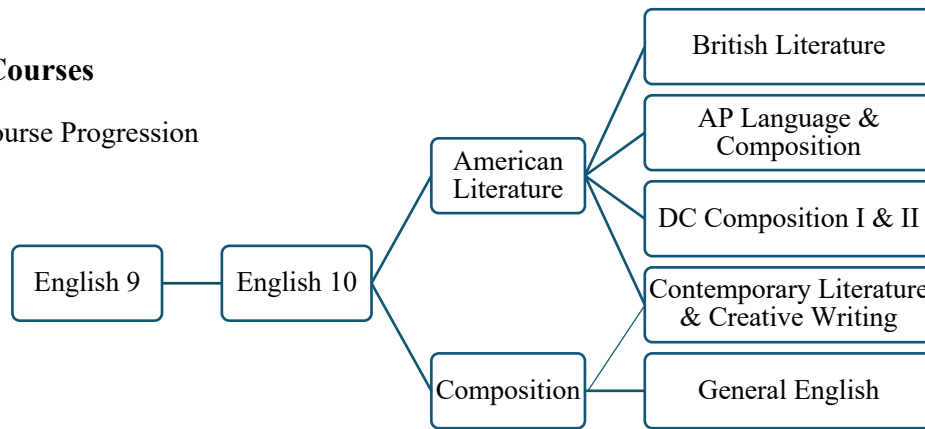 Courses
ourse Progression
English 9
English 10
American
Literature
Composition
British Literature
AP Language &
Composition
DC Composition I & II
Contemporary Literature
& Creative Writing
General English